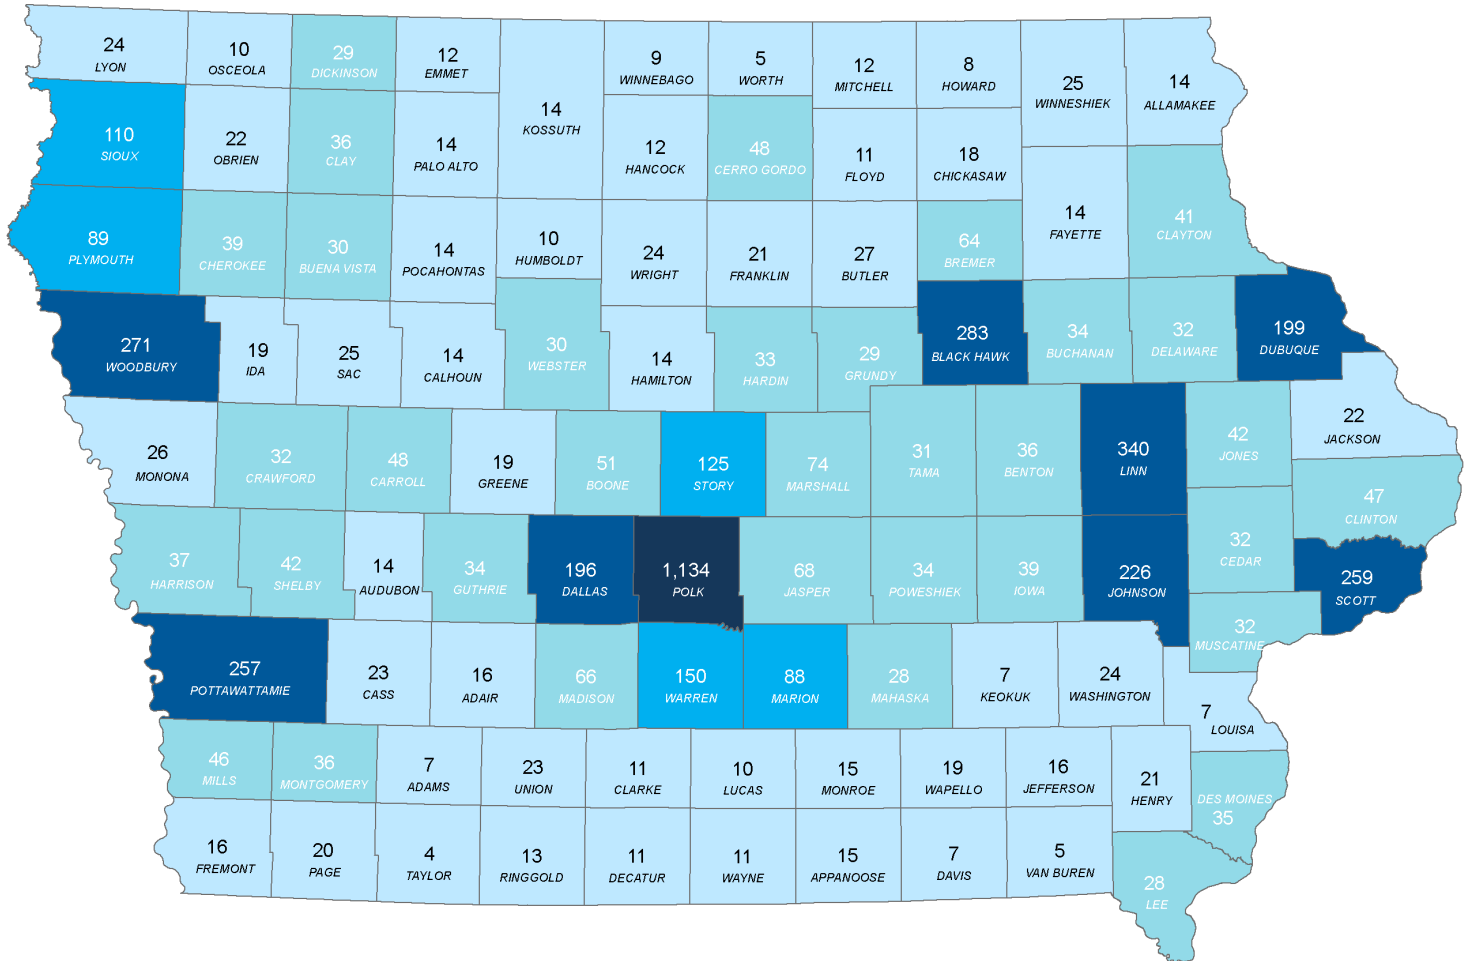 24
LYON
10
OSCEOLA
29
DICKINSON
12
EMMET
14
KOSSUTH
9
WINNEBAGO
5
WORTH
12
MITCHELL
8
HOWARD
25
WINNESHIEK
14
ALLAMAKEE
110
SIOUX
22
OBRIEN
36
CLAY
14
PALO ALTO
12
HANCOCK
48
CERRO GORDO
11
FLOYD
18
CHICKASAW
14
FAYETTE
41
CLAYTON
89
PLYMOUTH
39
CHEROKEE
30
BUENA VISTA
14
POCAHONTAS
10
HUMBOLDT
24
WRIGHT
21
FRANKLIN
27
BUTLER
64
BREMER
271
WOODBURY
19
IDA
25
SAC
14
CALHOUN
30
WEBSTER
14
HAMILTON
33
HARDIN
29
GRUNDY
283
BLACK HAWK
34
BUCHANAN
32
DELAWARE
199
DUBUQUE
26
MONONA
32
CRAWFORD
48
CARROLL
19
GREENE
51
BOONE
125
STORY
74
MARSHALL
31
TAMA
36
BENTON
340
LINN
42
JONES
22
JACKSON
47
CLINTON
37
HARRISON
42
SHELBY
14
AUDUBON
34
GUTHRIE
196
DALLAS
1,134
POLK
68
JASPER
34
POWESHIEK
39
IOWA
226
JOHNSON
32
CEDAR
259
SCOTT
32
MUSCATINE
257
POTTAWATTAMIE
23
CASS
16
ADAIR
66
MADISON
150
WARREN
88
MARION
28
MAHASKA
7
KEOKUK
24
WASHINGTON
7
LOUISA
46
MILLS
36
MONTGOMERY
7
ADAMS
23
UNION
11
CLARKE
10
LUCAS
15
MONROE
19
WAPELLO
16
JEFFERSON
21
HENRY
DES MOINES
35
16
FREMONT
20
PAGE
4
TAYLOR
13
RINGGOLD
11
DECATUR
11
WAYNE
15
APPANOOSE
7
DAVIS
5
VAN BUREN
28
LEE